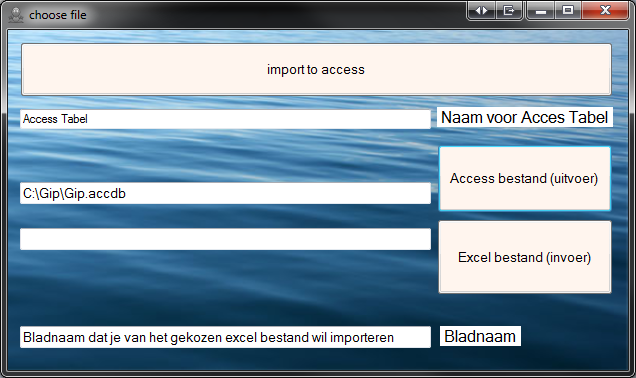 choose file
import to access
Access Tabel
Naam voor Acces Tabel
Access bestand (uitvoer)
C:\Gip\Gip.accdb
Excel bestand (invoer)
Bladnaam dat je van het gekozen excel bestand wil importeren
Bladnaam